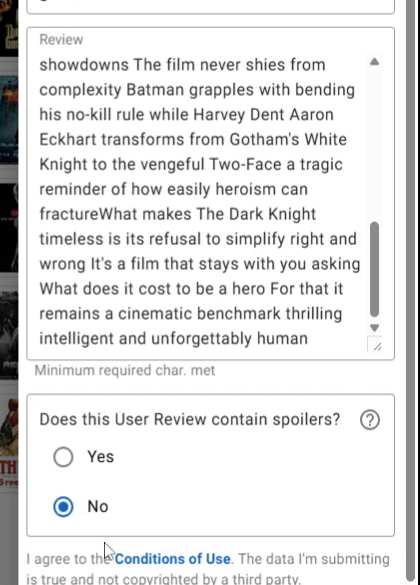 Review
showdowns The film never shies from
complexity Batman grapples with bending
his no-kill rule while Harvey Dent Aaron
Eckhart transforms from Gotham's White
Knight to the vengeful Two-Face a tragic
reminder of how easily heroism can
fractureWhat makes The Dark Knight
timeless is its refusal to simplify right and
wrong It's a film that stays with you asking
What does it cost to be a hero For that it
remains a cinematic benchmark thrilling
intelligent and unforgettably human
Minimum required char. met
Does this User Review contain spoilers?
Yes
No
I agree to the Conditions of Use. The data I'm submitting
is true and not copyrighted by a third party.